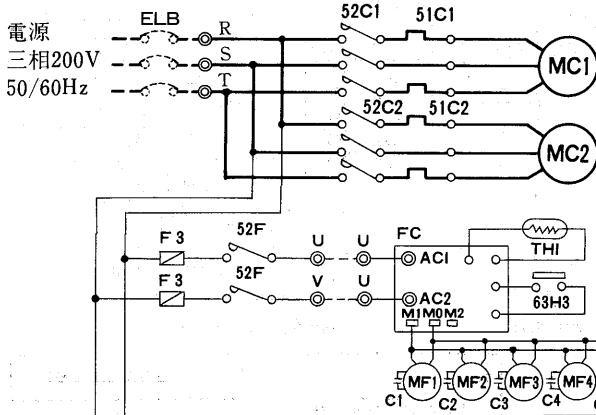 電源 ELB R 52C1 51C1
三相200V S MC1
50/60Hz T 52C2 51C2
MC2
F3 52F U U FC AC1 THI
F3 52F V U AC2 63H3
M1 M0 M2
C1 MF1 C2 MF2 C3 MF3 C4 MF4